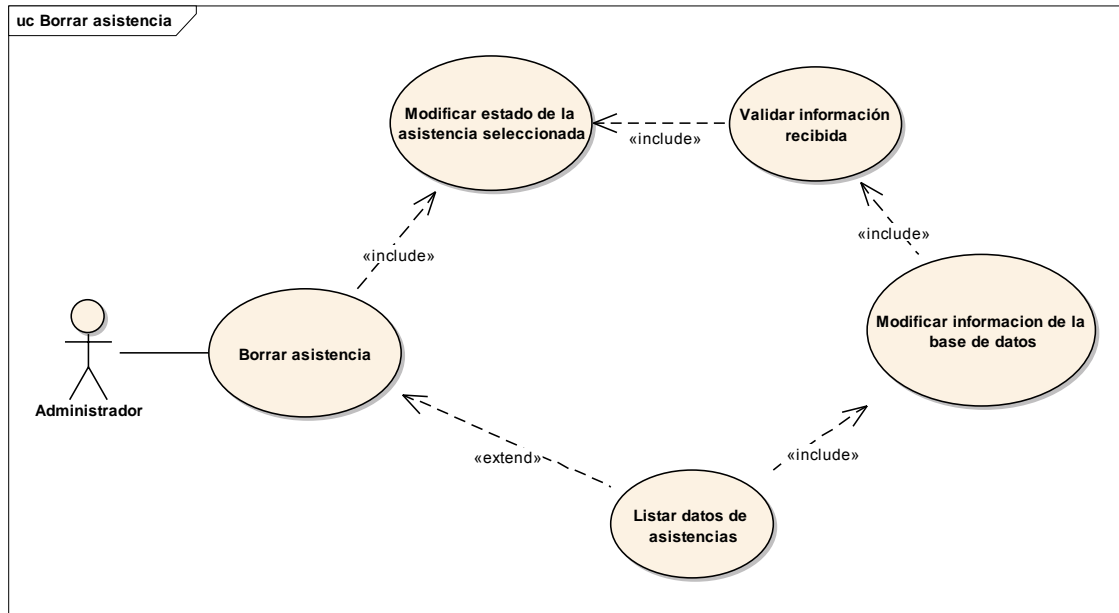 uc Borrar asistencia
Modificar estado de la
asistencia seleccionada
Validar información
recibida
«include»
«include»
«include»
Modificar informacion de la
base de datos
Borrar asistencia
Administrador
«extend»
«include»
Listar datos de
asistencias